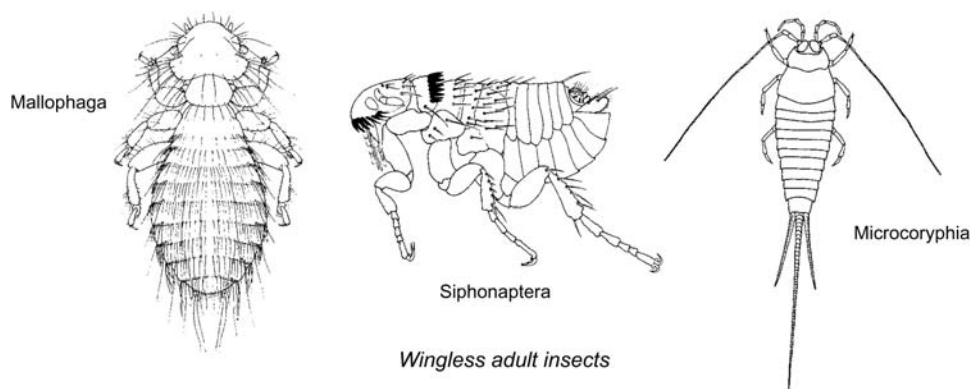 Mallophaga
Siphonaptera
Microcoryphia
Wingless adult insects